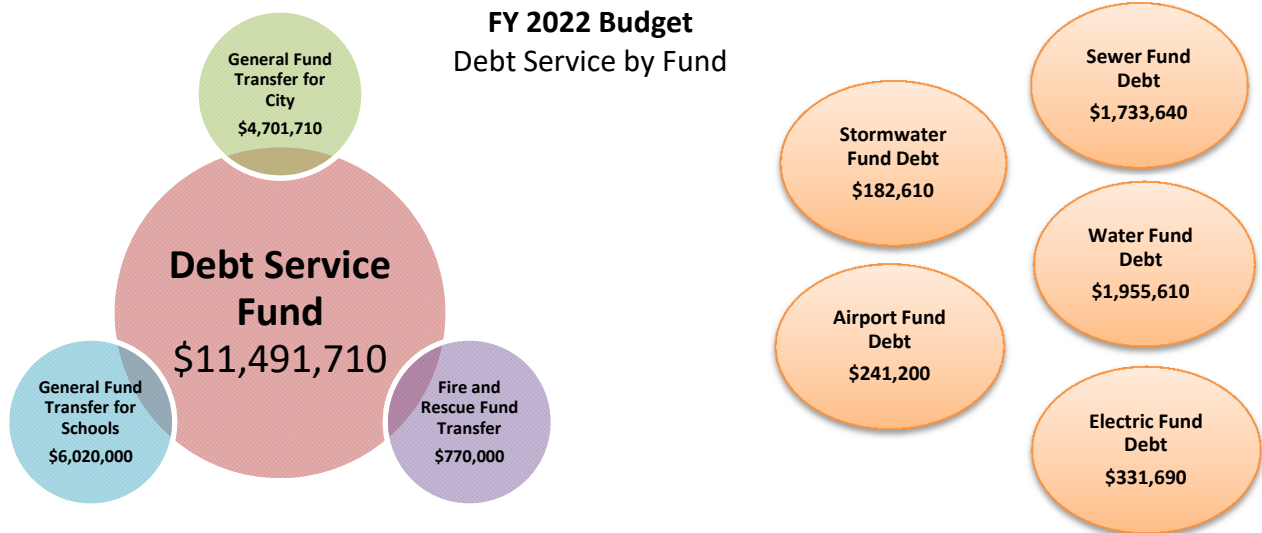 FY 2022 Budget
Debt Service by Fund
General Fund
Transfer for
City
$4,701,710
Debt Service
Fund
$11,491,710
General Fund
Transfer for
Schools
$6,020,000
Fire and
Rescue Fund
Transfer
$770,000
Stormwater
Fund Debt
$182,610
Airport Fund
Debt
$241,200
Sewer Fund
Debt
$1,733,640
Water Fund
Debt
$1,955,610
Electric Fund
Debt
$331,690